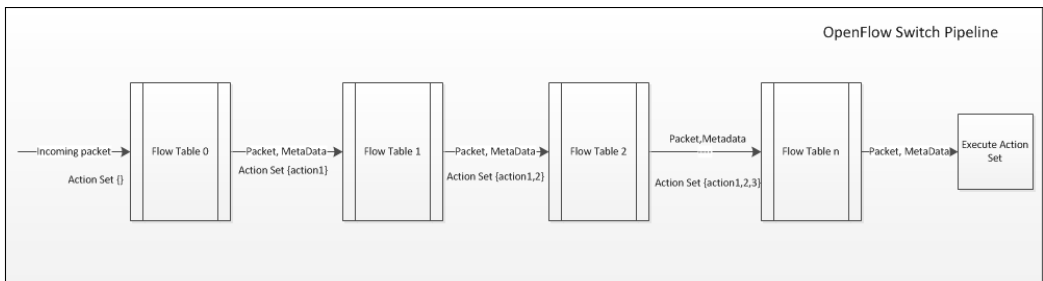 OpenFlow Switch Pipeline
Incoming packet
Action Set {}
Flow Table 0
Packet, MetaData
Action Set {action1}
Flow Table 1
Packet, MetaData
Action Set {action1,2}
Flow Table 2
Packet,Metadata
Action Set {action1,2,3}
Flow Table n
Packet, MetaData
Execute Action
Set